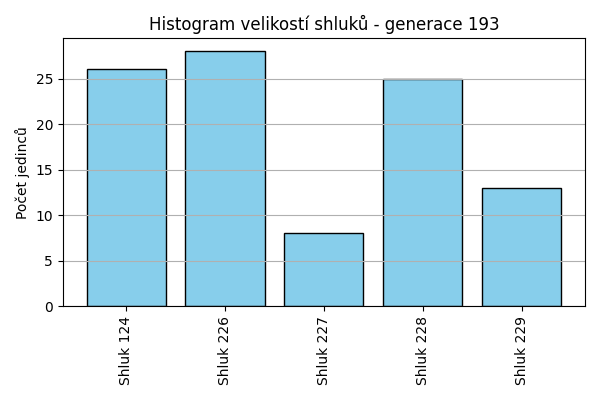 Histogram velikostí shluků - generace 193
Počet jedinců
25
20
15
10
5
0
Shluk 124
Shluk 226
Shluk 227
Shluk 228
Shluk 229